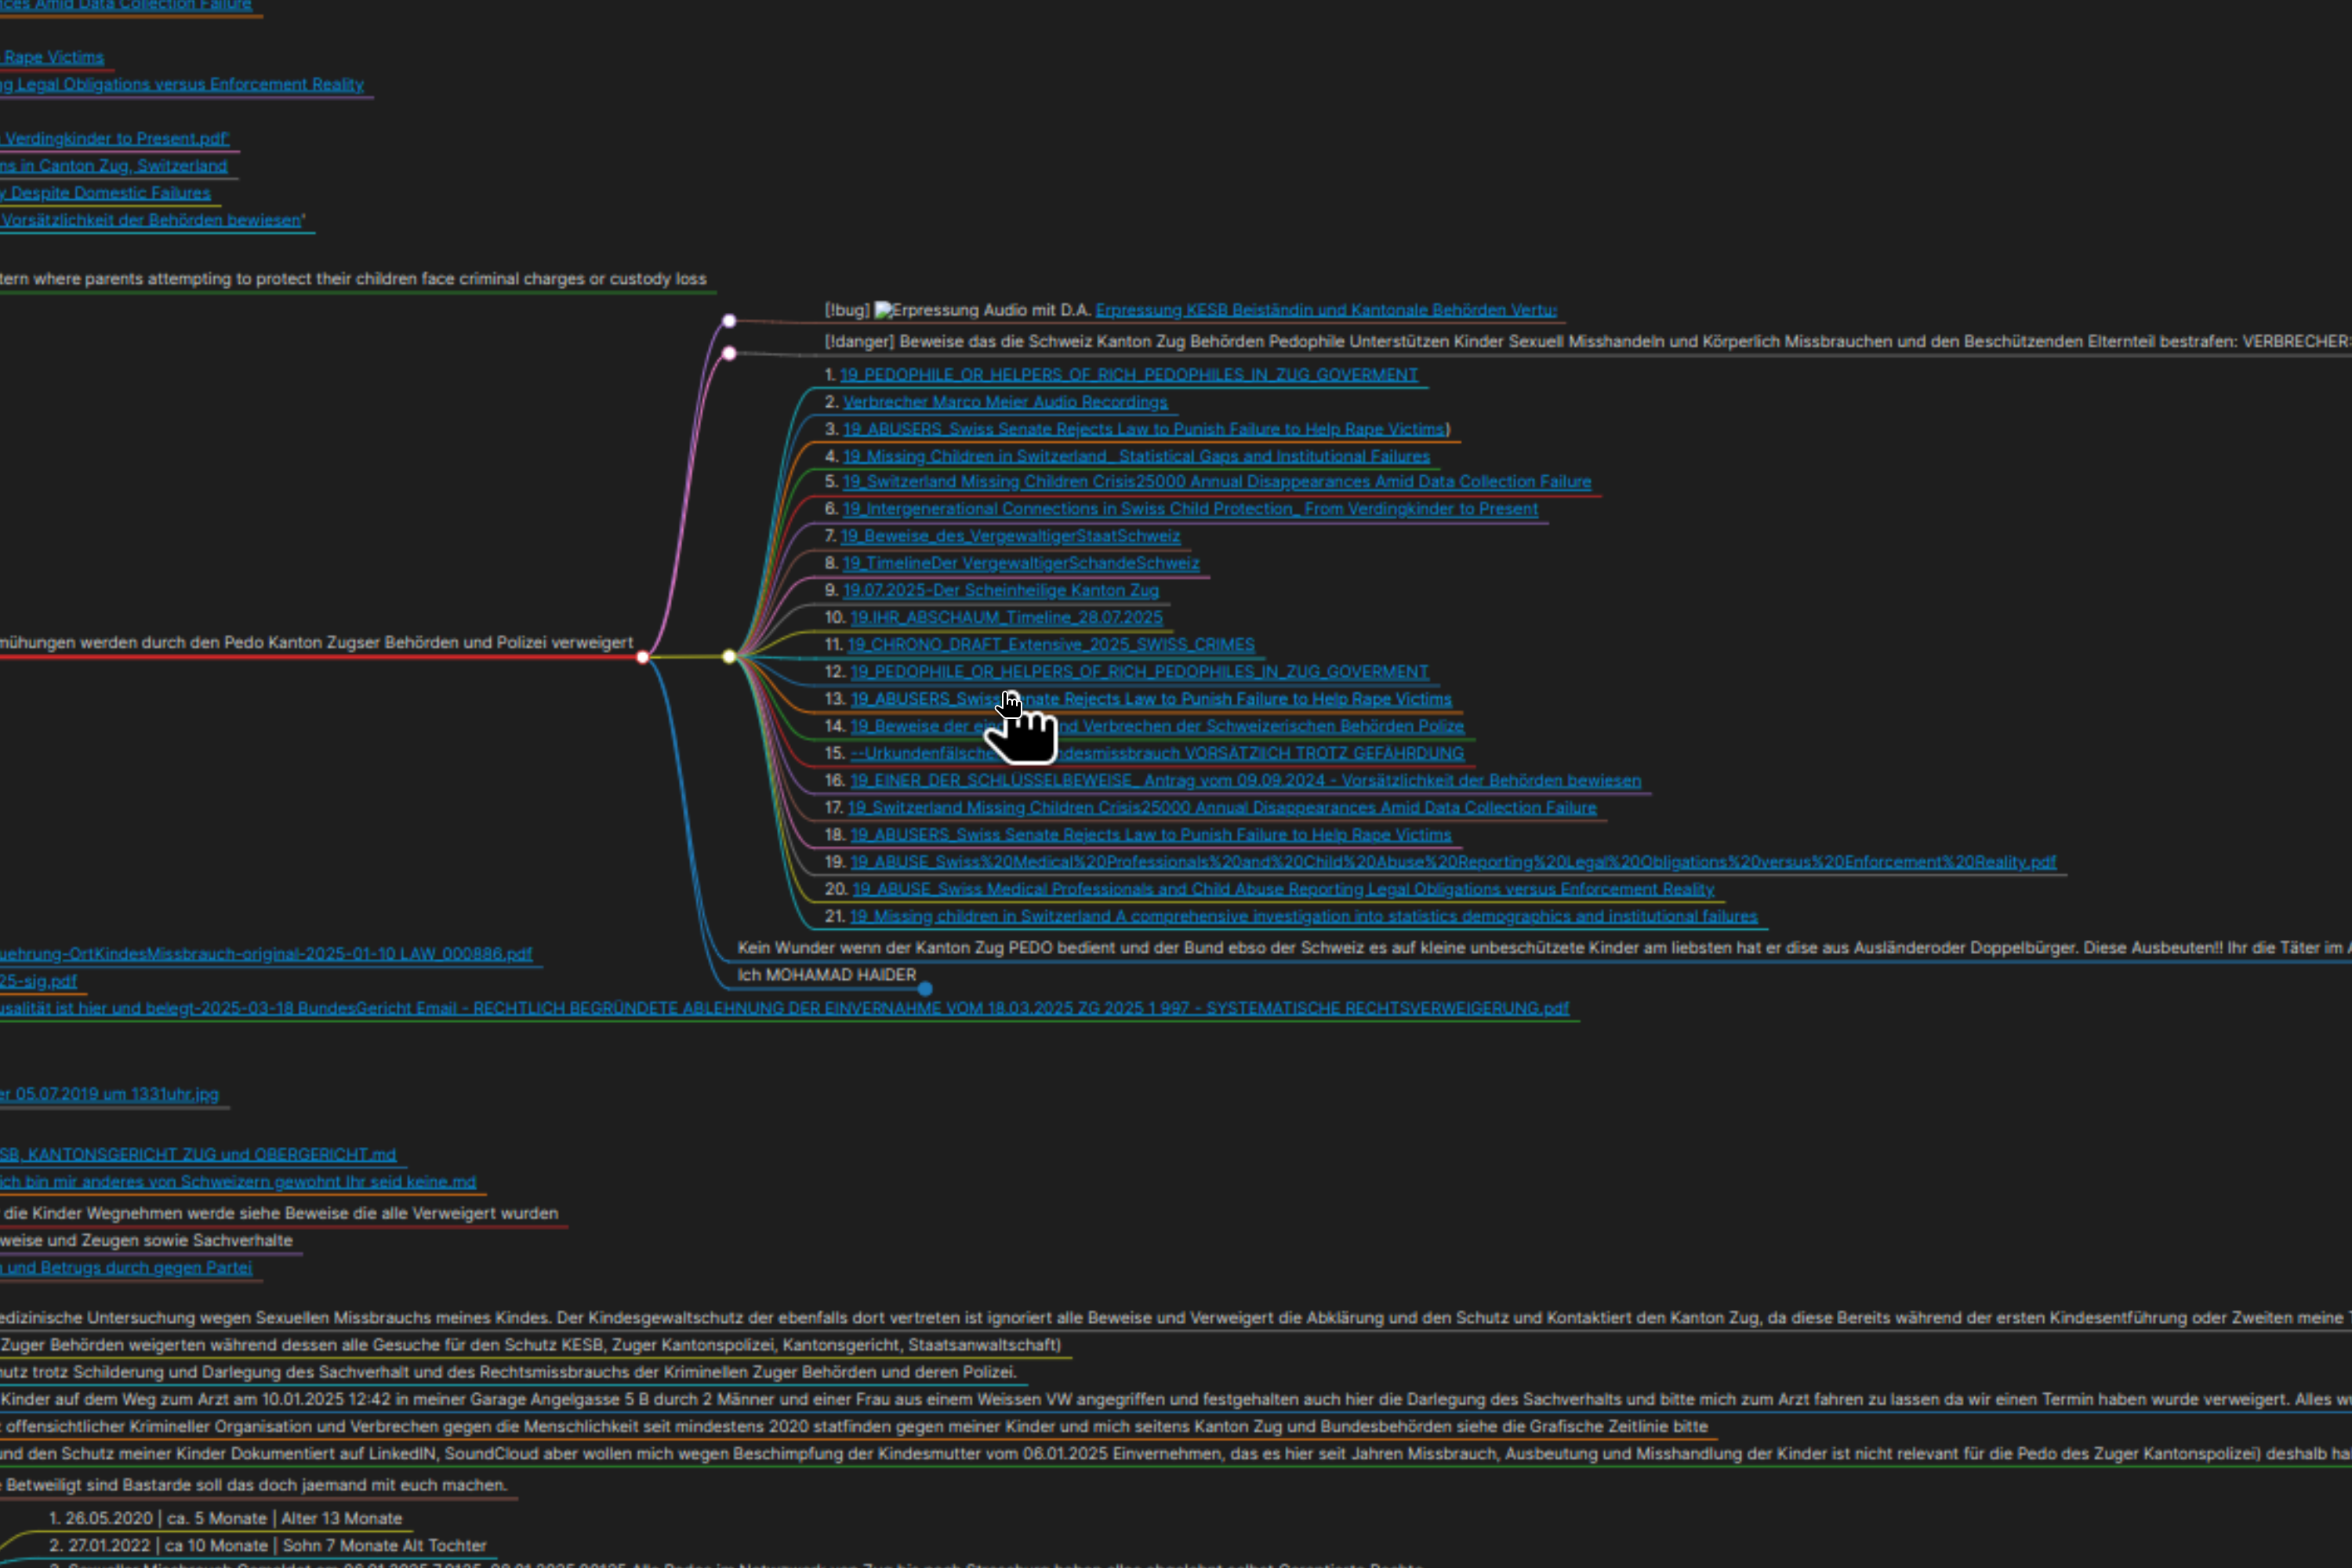 ces Amid Data Collection Failure
Rape Victims
g Legal Obligations versus Enforcement Reality
Verdingkinder to Present.pdf'
ns in Canton Zug, Switzerland
y Despite Domestic Failures
Vorsätzlichkeit der Behörden bewiesen'
tern where parents attempting to protect their children face criminal charges or custody loss
[!bug] Erpressung Audio mit D.A. Erpressung KESB Beiständin und Kantonale Behörden Vertu
[!danger] Beweise das die Schweiz Kanton Zug Behörden Pedophile Unterstützen Kinder Sexuell Misshandeln und Körperlich Missbrauchen und den Beschützenden Elternteil bestrafen: VERBRECHER
1. 19_PEDOPHILE_OR_HELPERS_OF_RICH_PEDOPHILES_IN_ZUG_GOVERMENT
2. Verbrecher Marco Meier Audio Recordings
3. 19_ABUSERS_Swiss Senate Rejects Law to Punish Failure to Help Rape Victims)
4. 19_Missing Children in Switzerland_ Statistical Gaps and Institutional Failures
5. 19_Switzerland Missing Children Crisis25000 Annual Disappearances Amid Data Collection Failure
6. 19_Intergenerational Connections in Swiss Child Protection_ From Verdingkinder to Present
7. 19_Beweise_des_VergewaltigerStaatSchweiz
8. 19_TimelineDer VergewaltigerSchandeSchweiz
9. 19.07.2025-Der Scheinheilige Kanton Zug
10. 19.IHR_ABSCHAUM_Timeline_28.07.2025
mühungen werden durch den Pedo Kanton Zugser Behörden und Polizei verweigert
11. 19_CHRONO_DRAFT_Extensive_2025_SWISS_CRIMES
12. 19_PEDOPHILE_OR_HELPERS_OF_RICH_PEDOPHILES_IN_ZUG_GOVERMENT
13. 19_ABUSERS_Swiss Senate Rejects Law to Punish Failure to Help Rape Victims
14. 19_Beweise der nd Verbrechen der Schweizerischen Behörden Polize
15. --Urkundenfälsche desmissbrauch VORSÄTZlICH TROTZ GEFÄHRDUNG
16. 19_EINER_DER_SCHLÜSSELBEWEISE_ Antrag vom 09.09.2024 - Vorsätzlichkeit der Behörden bewiesen
17. 19_Switzerland Missing Children Crisis25000 Annual Disappearances Amid Data Collection Failure
18. 19_ABUSERS_Swiss Senate Rejects Law to Punish Failure to Help Rape Victims
19. 19_ABUSE_Swiss%20Medical%20Professionals%20and%20Child%20Abuse%20Reporting%20Legal%20Obligations%20versus%20Enforcement%20Reality.pdf
20. 19_ABUSE_Swiss Medical Professionals and Child Abuse Reporting Legal Obligations versus Enforcement Reality
21. 19_Missing children in Switzerland A comprehensive investigation into statistics demographics and institutional failures
Kein Wunder wenn der Kanton Zug PEDO bedient und der Bund ebso der Schweiz es auf kleine unbeschützete Kinder am liebsten hat er dise aus Ausländeroder Doppelbürger. Diese Ausbeuten!! Ihr die Täter im
uehrung-OrtKindesMissbrauch-original-2025-01-10 LAW_000886.pdf
Ich MOHAMAD HAIDER
25-sig.pdf
usalität ist hier und belegt-2025-03-18 BundesGericht Email - RECHTLICH BEGRÜNDETE ABLEHNUNG DER EINVERNAHME VOM 18.03.2025 ZG 2025 1 997 - SYSTEMATISCHE RECHTSVERWEIGERUNG.pdf
er 05.07.2019 um 1331uhr.jpg
SB, KANTONSGERICHT ZUG und OBERGERICHT.md
ich bin mir anderes von Schweizern gewohnt Ihr seid keine.md
die Kinder Wegnehmen werde siehe Beweise die alle Verweigert wurden
weise und Zeugen sowie Sachverhalte
und Betrugs durch gegen Partei
edizinische Untersuchung wegen Sexuellen Missbrauchs meines Kindes. Der Kindesgewaltschutz der ebenfalls dort vertreten ist ignoriert alle Beweise und Verweigert die Abklärung und den Schutz und Kontaktiert den Kanton Zug, da diese Bereits während der ersten Kindesentführung oder Zweiten meine
Zuger Behörden weigerten während dessen alle Gesuche für den Schutz KESB, Zuger Kantonspolizei, Kantonsgericht, Staatsanwaltschaft)
utz trotz Schilderung und Darlegung des Sachverhalt und des Rechtsmissbrauchs der Kriminellen Zuger Behörden und deren Polizei.
Kinder auf dem Weg zum Arzt am 10.01.2025 12:42 in meiner Garage Angelgasse 5 B durch 2 Männer und einer Frau aus einem Weissen VW angegriffen und festgehalten auch hier die Darlegung des Sachverhalts und bitte mich zum Arzt fahren zu lassen da wir einen Termin haben wurde verweigert. Alles w
offensichtlicher Krimineller Organisation und Verbrechen gegen die Menschlichkeit seit mindestens 2020 statfinden gegen meiner Kinder und mich seitens Kanton Zug und Bundesbehörden siehe die Grafische Zeitlinie bitte
und den Schutz meiner Kinder Dokumentiert auf LinkedIN, SoundCloud aber wollen mich wegen Beschimpfung der Kindesmutter vom 06.01.2025 Einvernehmen, das es hier seit Jahren Missbrauch, Ausbeutung und Misshandlung der Kinder ist nicht relevant für die Pedo des Zuger Kantonspolizei) deshalb ha
Betweiligt sind Bastarde soll das doch jaemand mit euch machen.
1. 26.05.2020 | ca. 5 Monate | Alter 13 Monate
2. 27.01.2022 | ca 10 Monate | Sohn 7 Monate Alt Tochter